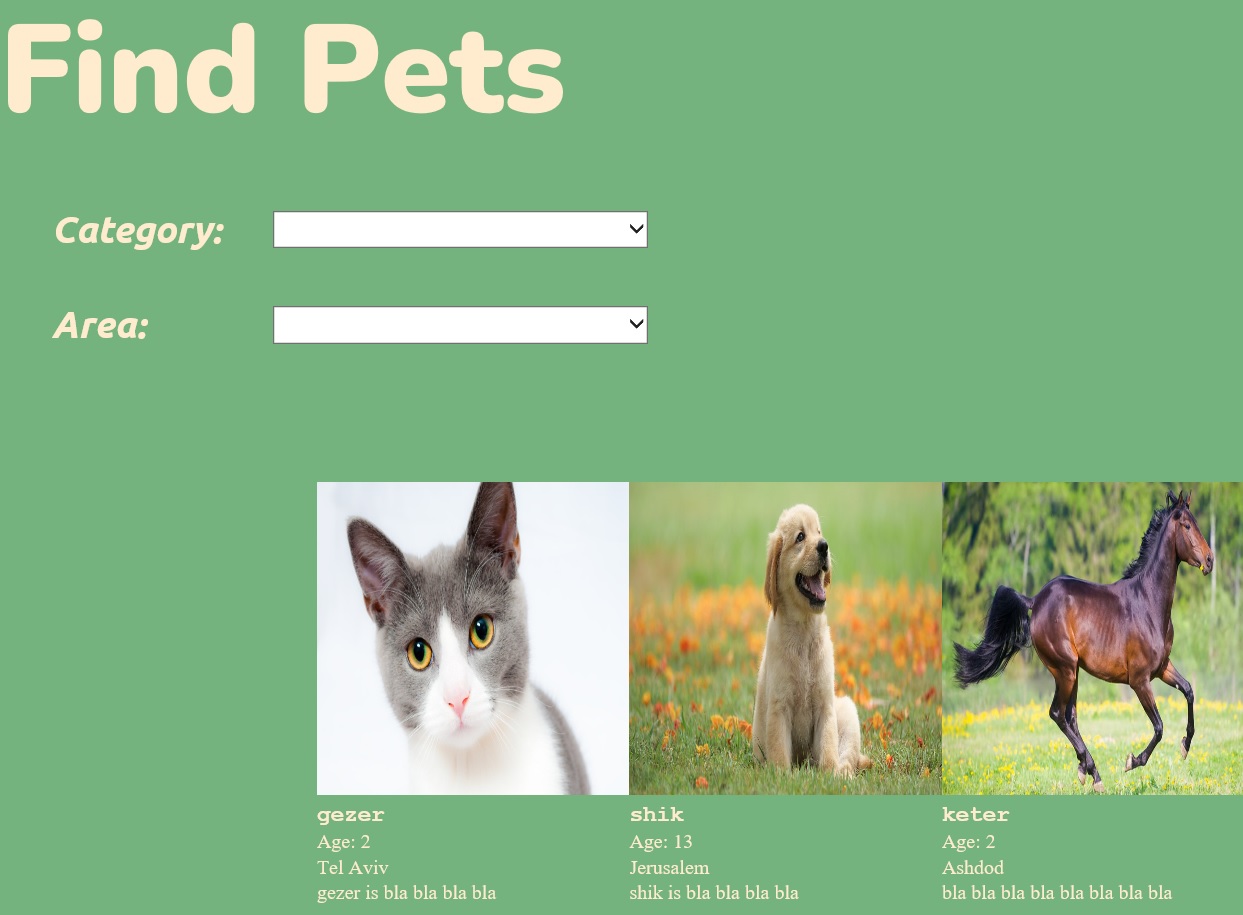 Find Pets
Category:
Area:
gezer
Age: 2
Tel Aviv
gezer is bla bla bla bla
shik
Age: 13
Jerusalem
shik is bla bla bla bla
keter
Age: 2
Ashdod
bla bla bla bla bla bla bla bla